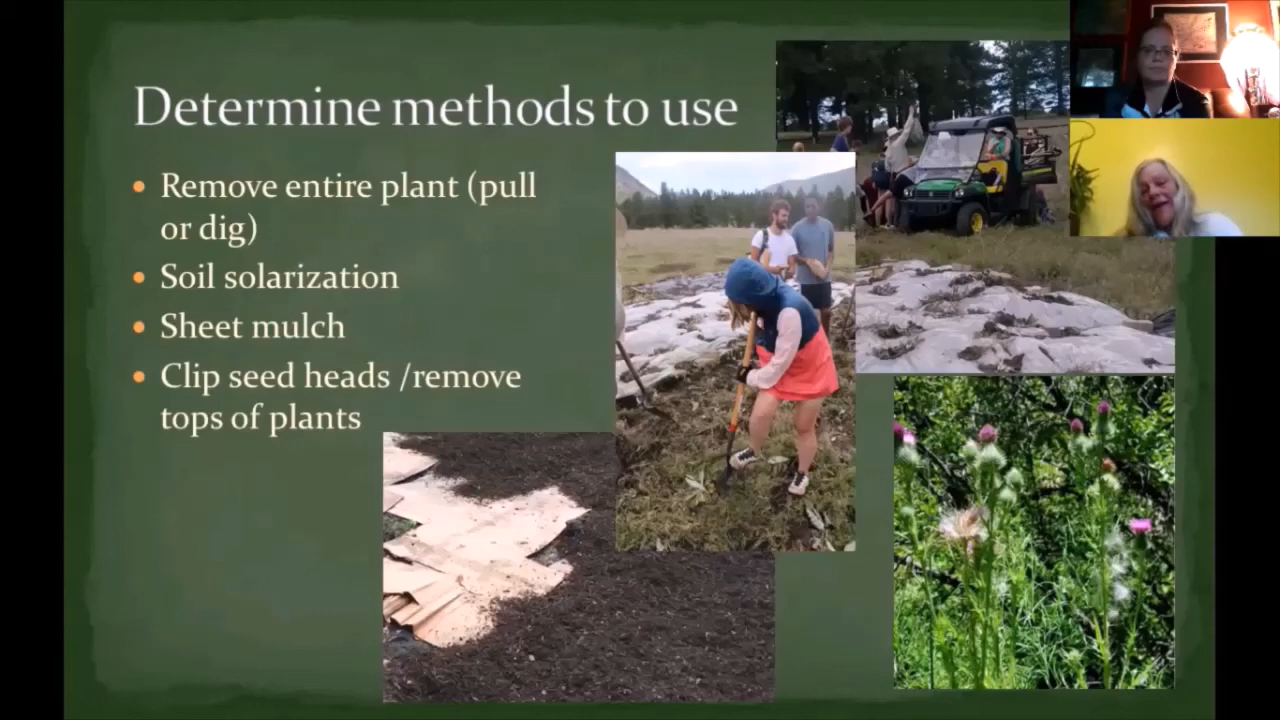 Determine methods to use
Remove entire plant (pull
or dig)
Soil solarization
Sheet mulch
Clip seed heads /remove
tops of plants